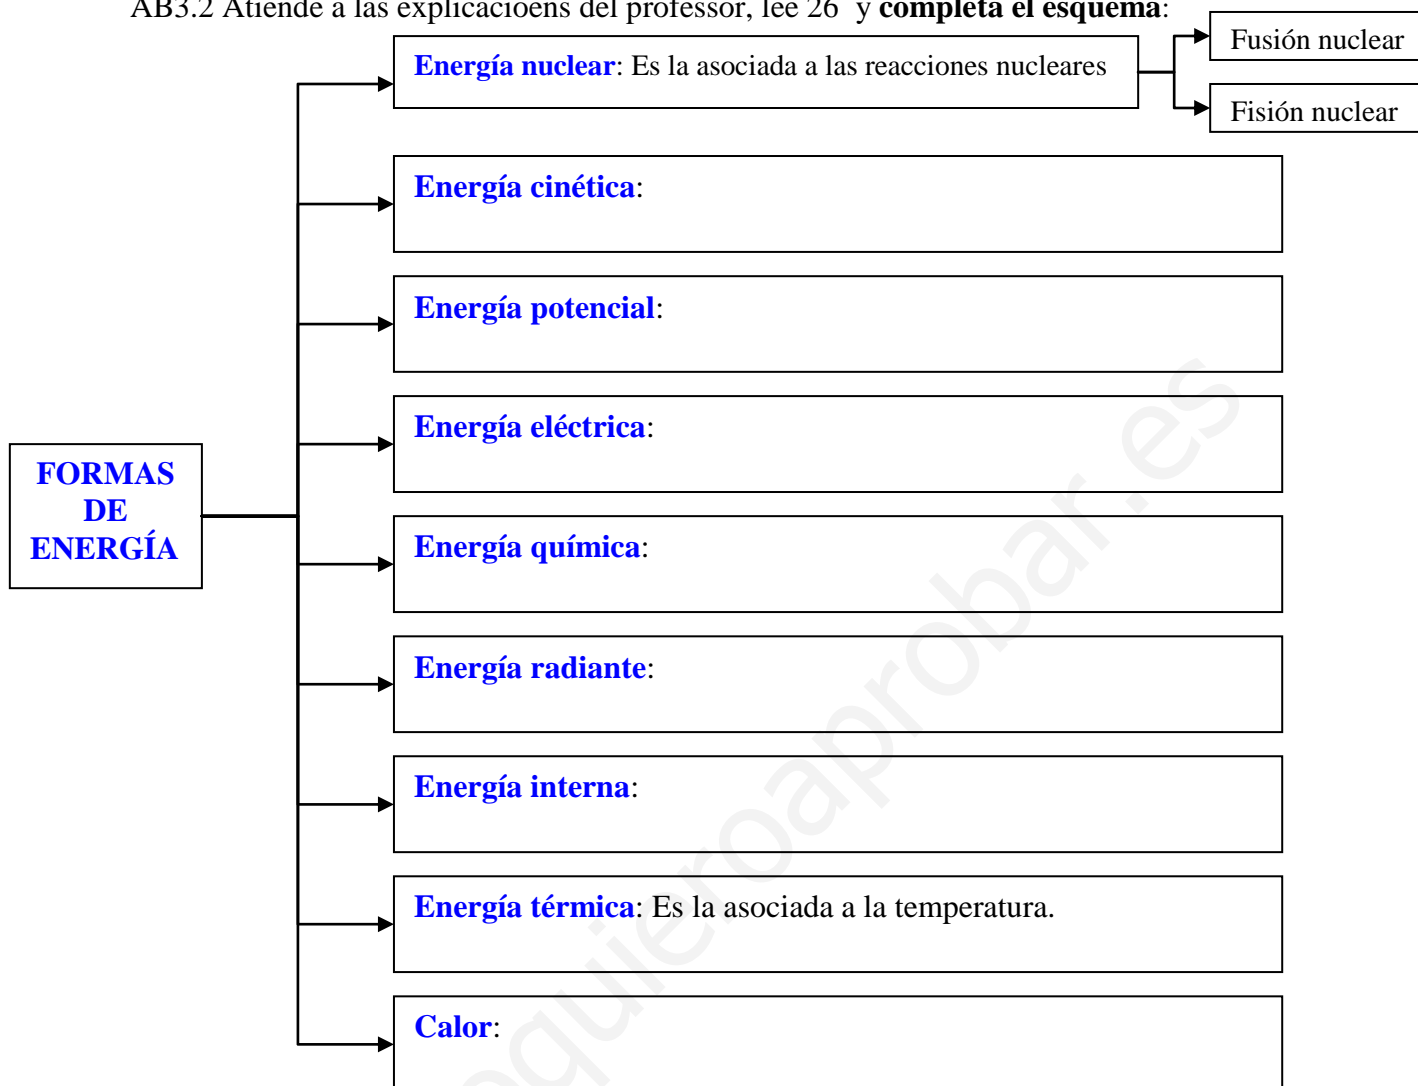 AB3.2 Atiende a las explicacioens del professor, lee 26 y completa el esquema:
Energía nuclear: Es la asociada a las reacciones nucleares
Fusión nuclear
Fisión nuclear
Energía cinética:
Energía potencial:
Energía eléctrica:
FORMAS
DE
ENERGÍA
Energía química:
Energía radiante:
Energía interna:
Energía térmica: Es la asociada a la temperatura.
Calor:
quieroaprobar.es